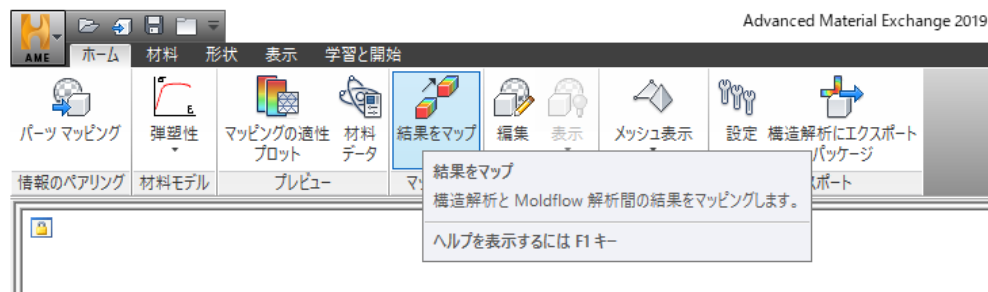 Advanced Material Exchange 2019
AME
ホーム 材料 形状 表示 学習と開始
σ
ε
パーツ マッピング
弾塑性
マッピングの適性
プロット
材料
データ
結果をマップ
編集
表示
メッシュ表示
設定
構造解析にエクスポート
パッケージ
情報のペアリング
材料モデル
プレビュー
マッ
スポート
結果をマップ
構造解析と Moldflow 解析間の結果をマッピングします。
ヘルプを表示するには F1 キー